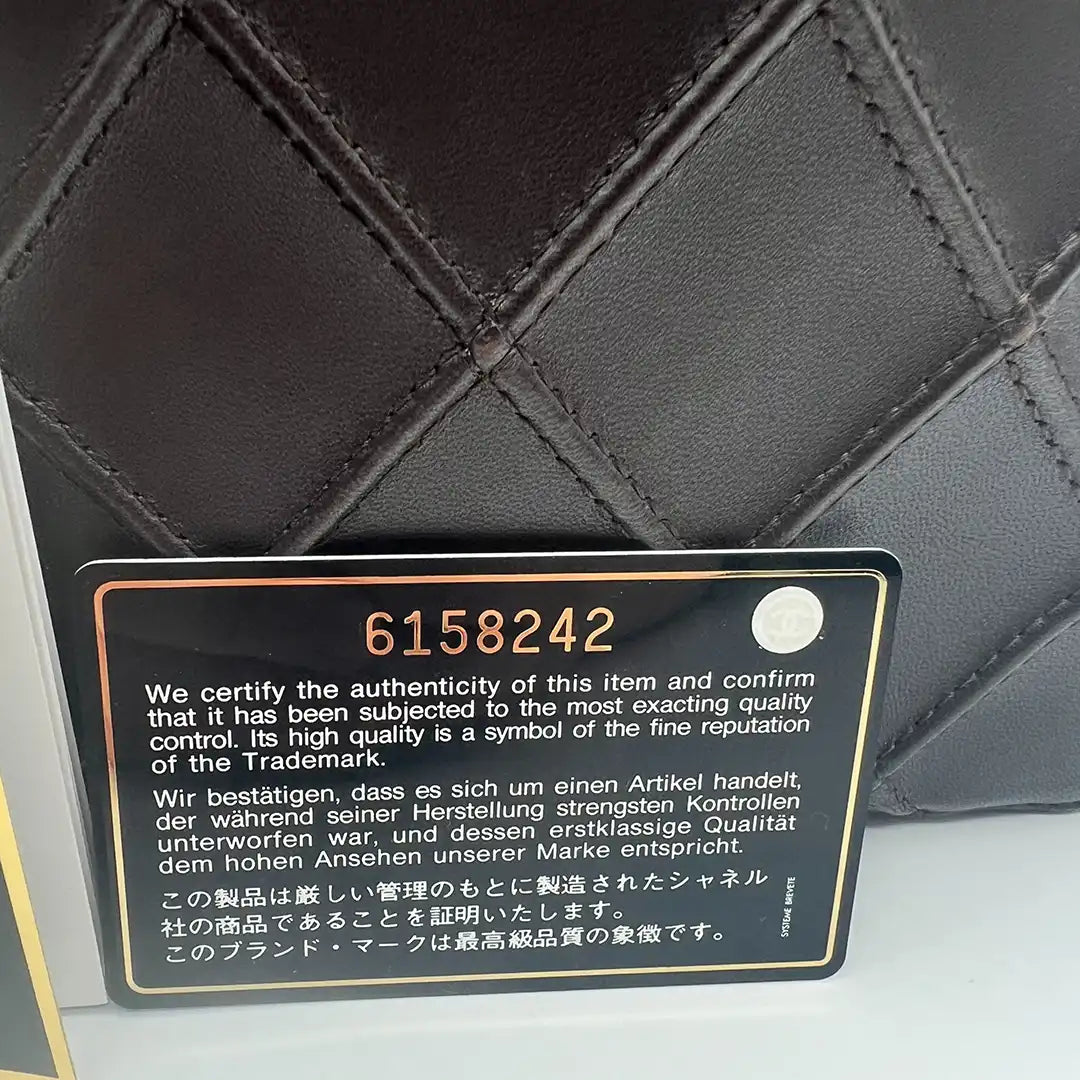 6158242
We certify the authenticity of this item and confirm
that it has been subjected to the most exacting quality
control. Its high quality is a symbol of the fine reputation
of the Trademark.
Wir bestätigen, dass es sich um einen Artikel handelt,
der während seiner Herstellung strengsten Kontrollen
unterworfen war, und dessen erstklassige Qualität
dem hohen Ansehen unserer Marke entspricht.
この製品は厳しい管理のもとに製造されたシャネル
社の商品であることを証明いたします。
このブランド・マークは最高級品質の象徴です。
SYSTEME BREVETE